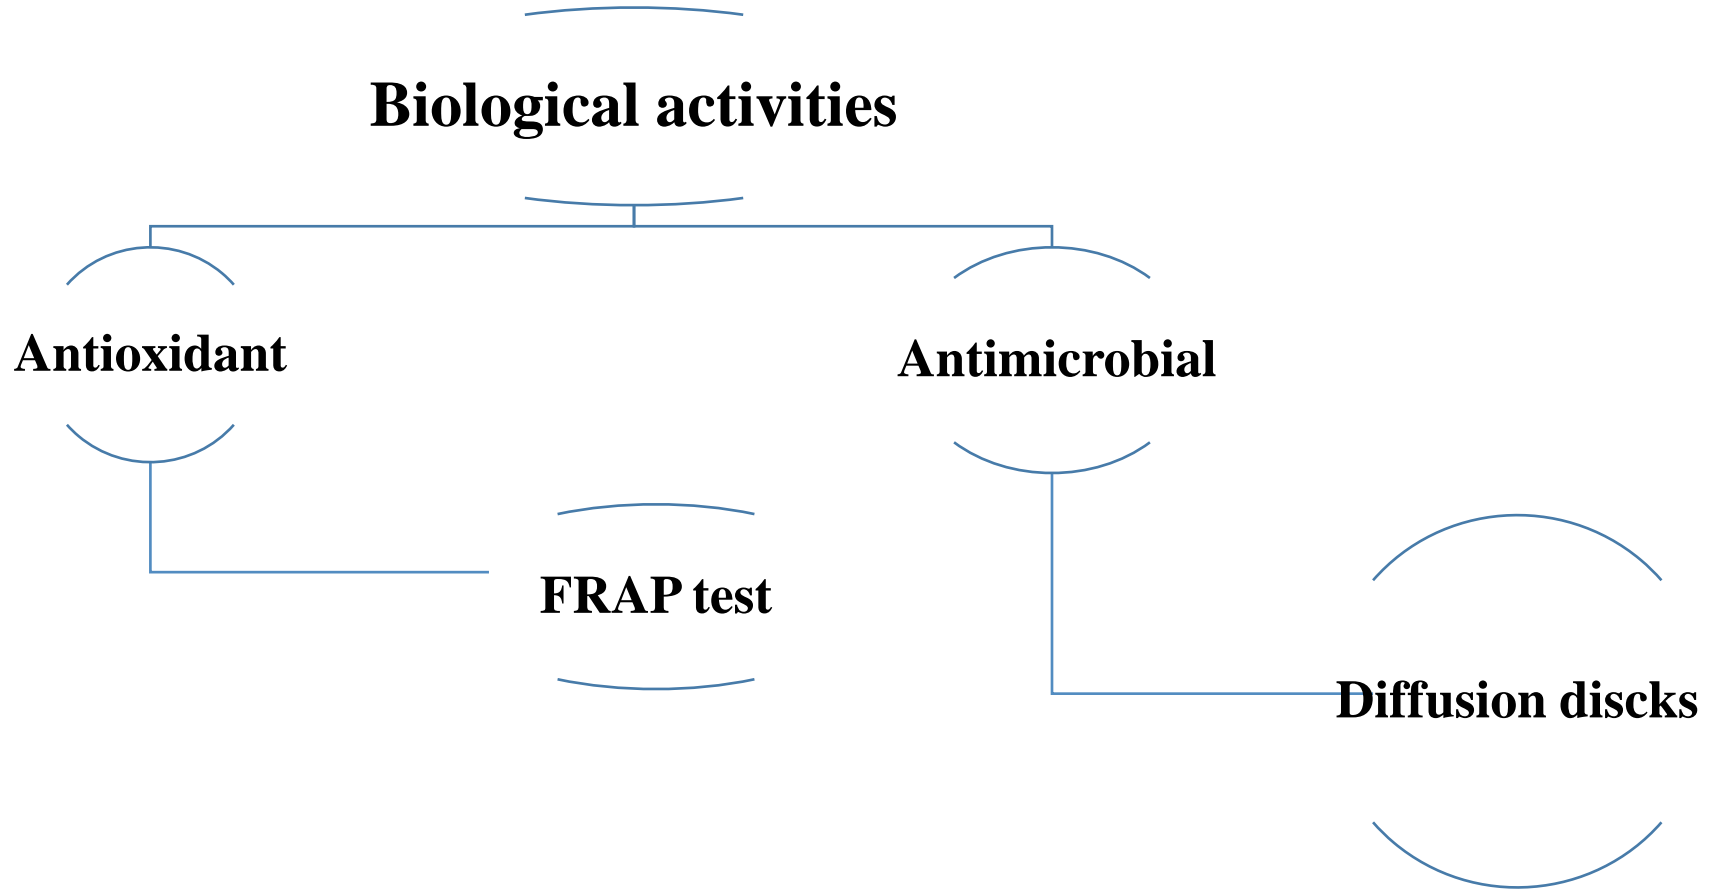 Biological activities
Antioxidant
Antimicrobial
FRAP test
Diffusion discks